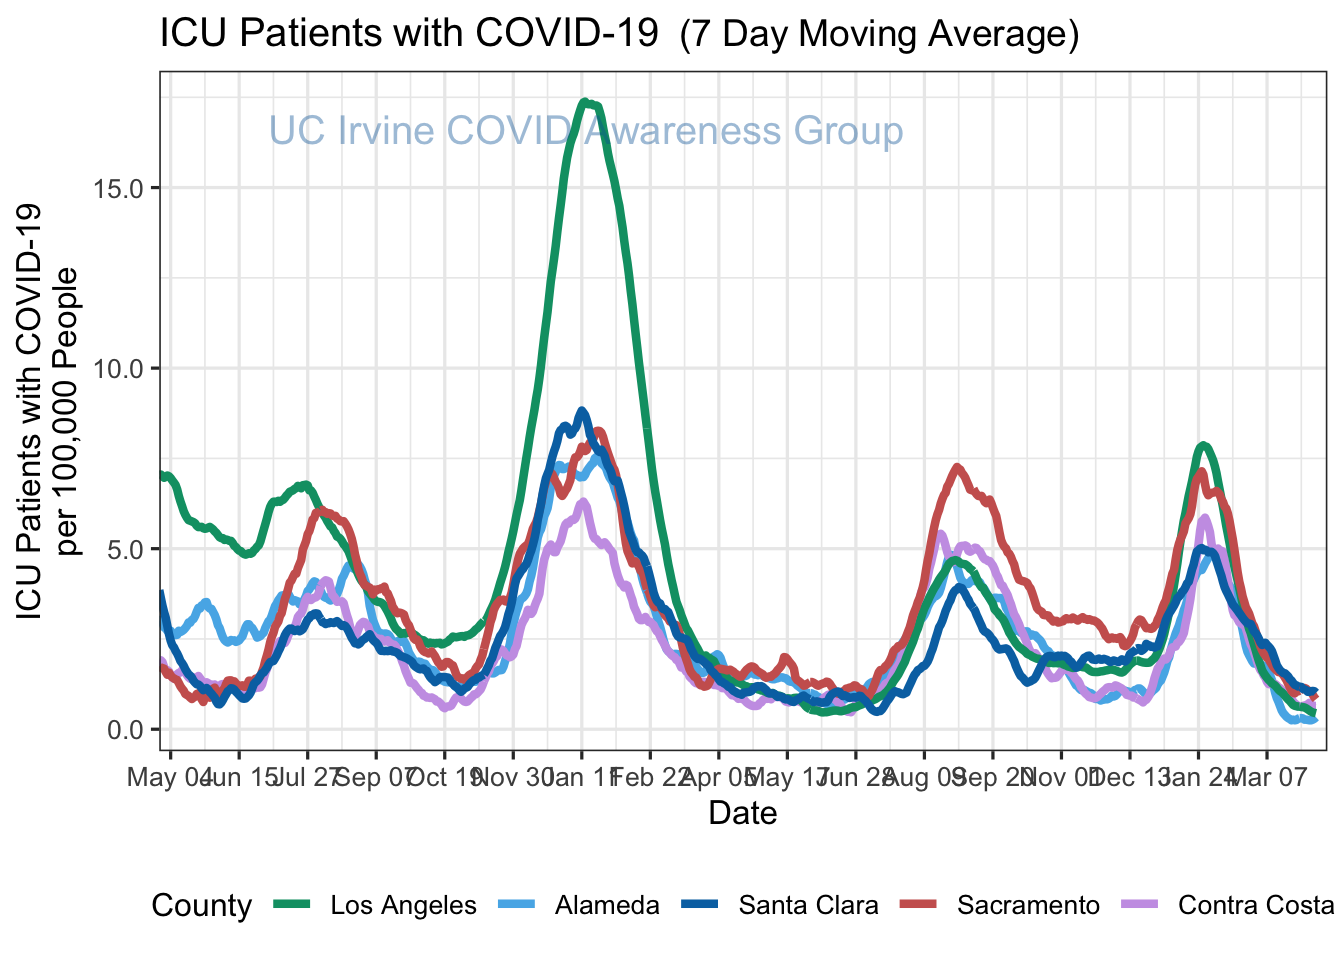 ICU Patients with COVID-19 (7 Day Moving Average)
UC Irvine COVID Awareness Group
ICU Patients with COVID-19
per 100,000 People
15.0
10.0
5.0
0.0
May 04 Jun 15 Jul 27 Sep 07 Oct 19 Nov 30 Jan 11 Feb 22 Apr 05 May 17 Jun 28 Aug 09 Sep 20 Nov 01 Dec 13 Jan 24 Mar 07
Date
County Los Angeles Alameda Santa Clara Sacramento Contra Costa